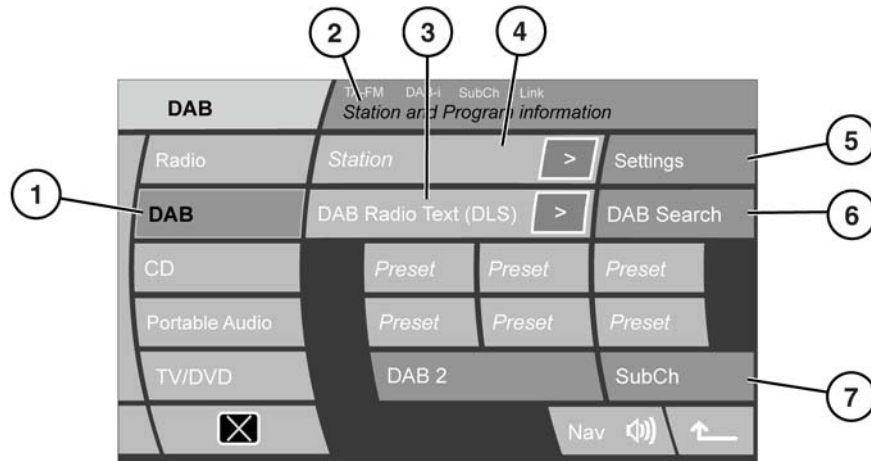 2 3 4
TA-FM DAB-i SubCh Link
DAB Station and Program information
Radio Station > Settings 5
1 DAB DAB Radio Text (DLS) > DAB Search 6
CD Preset Preset Preset
Portable Audio Preset Preset Preset
TV/DVD DAB 2 SubCh 7
Nav